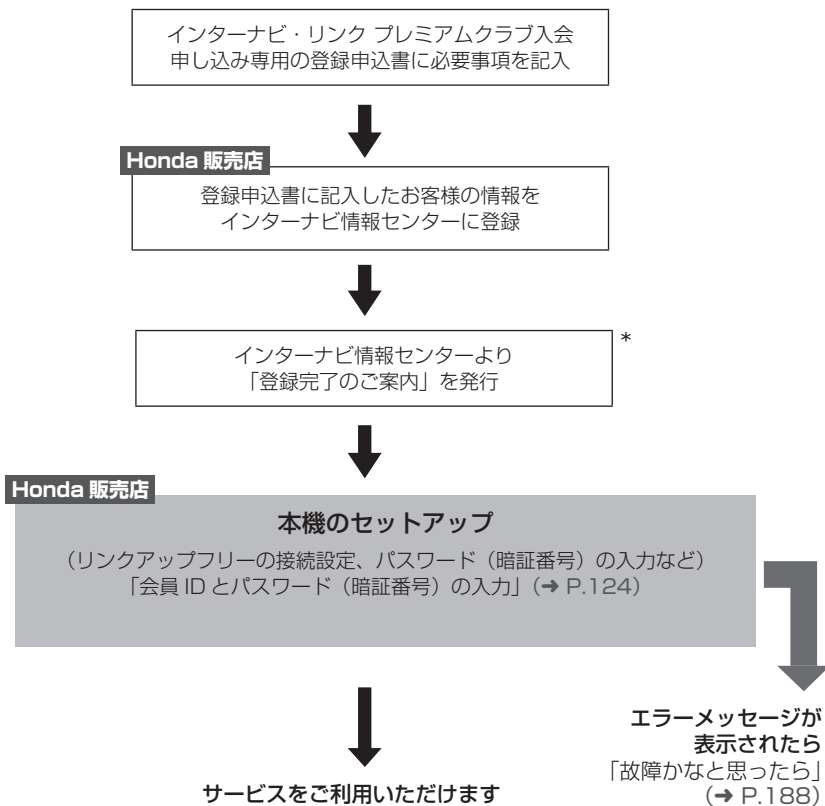 インターナビ・リンク プレミアムクラブ入会
申し込み専用の登録申込書に必要事項を記入
Honda 販売店
登録申込書に記入したお客様の情報を
インターナビ情報センターに登録
インターナビ情報センターより
「登録完了のご案内」を発行
*
Honda 販売店
本機のセットアップ
(リンクアップフリーの接続設定、パスワード(暗証番号)の入力など)
「会員 ID とパスワード(暗証番号)の入力」(➔ P.124)
サービスをご利用いただけます
エラーメッセージが
表示されたら
「故障かなと思ったら」
(➔ P.188)